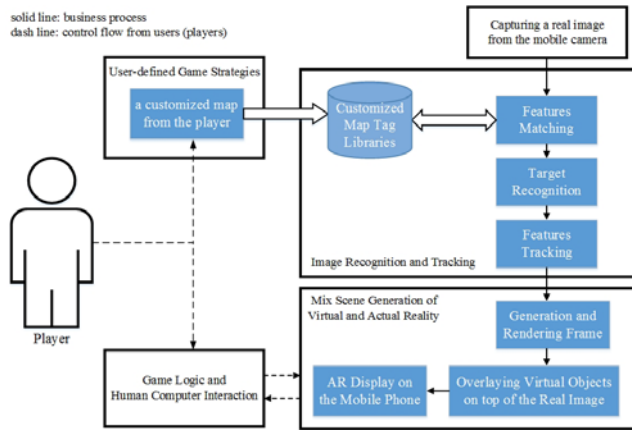 solid line: business process
dash line: control flow from users (players)
Capturing a real image
from the mobile camera
User-defined Game Strategies
a customized map
from the player
Customized
Map Tag
Libraries
Features
Matching
Target
Recognition
Features
Tracking
Image Recognition and Tracking
Player
Mix Scene Generation of
Virtual and Actual Reality
Generation and
Rendering Frame
Game Logic and
Human Computer Interaction
AR Display on
the Mobile Phone
Overlaying Virtual Objects
on top of the Real Image